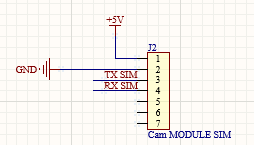 +5V
J2
1
GND
2
TX SIM
3
RX SIM
4
5
6
7
Cam MODULE SIM